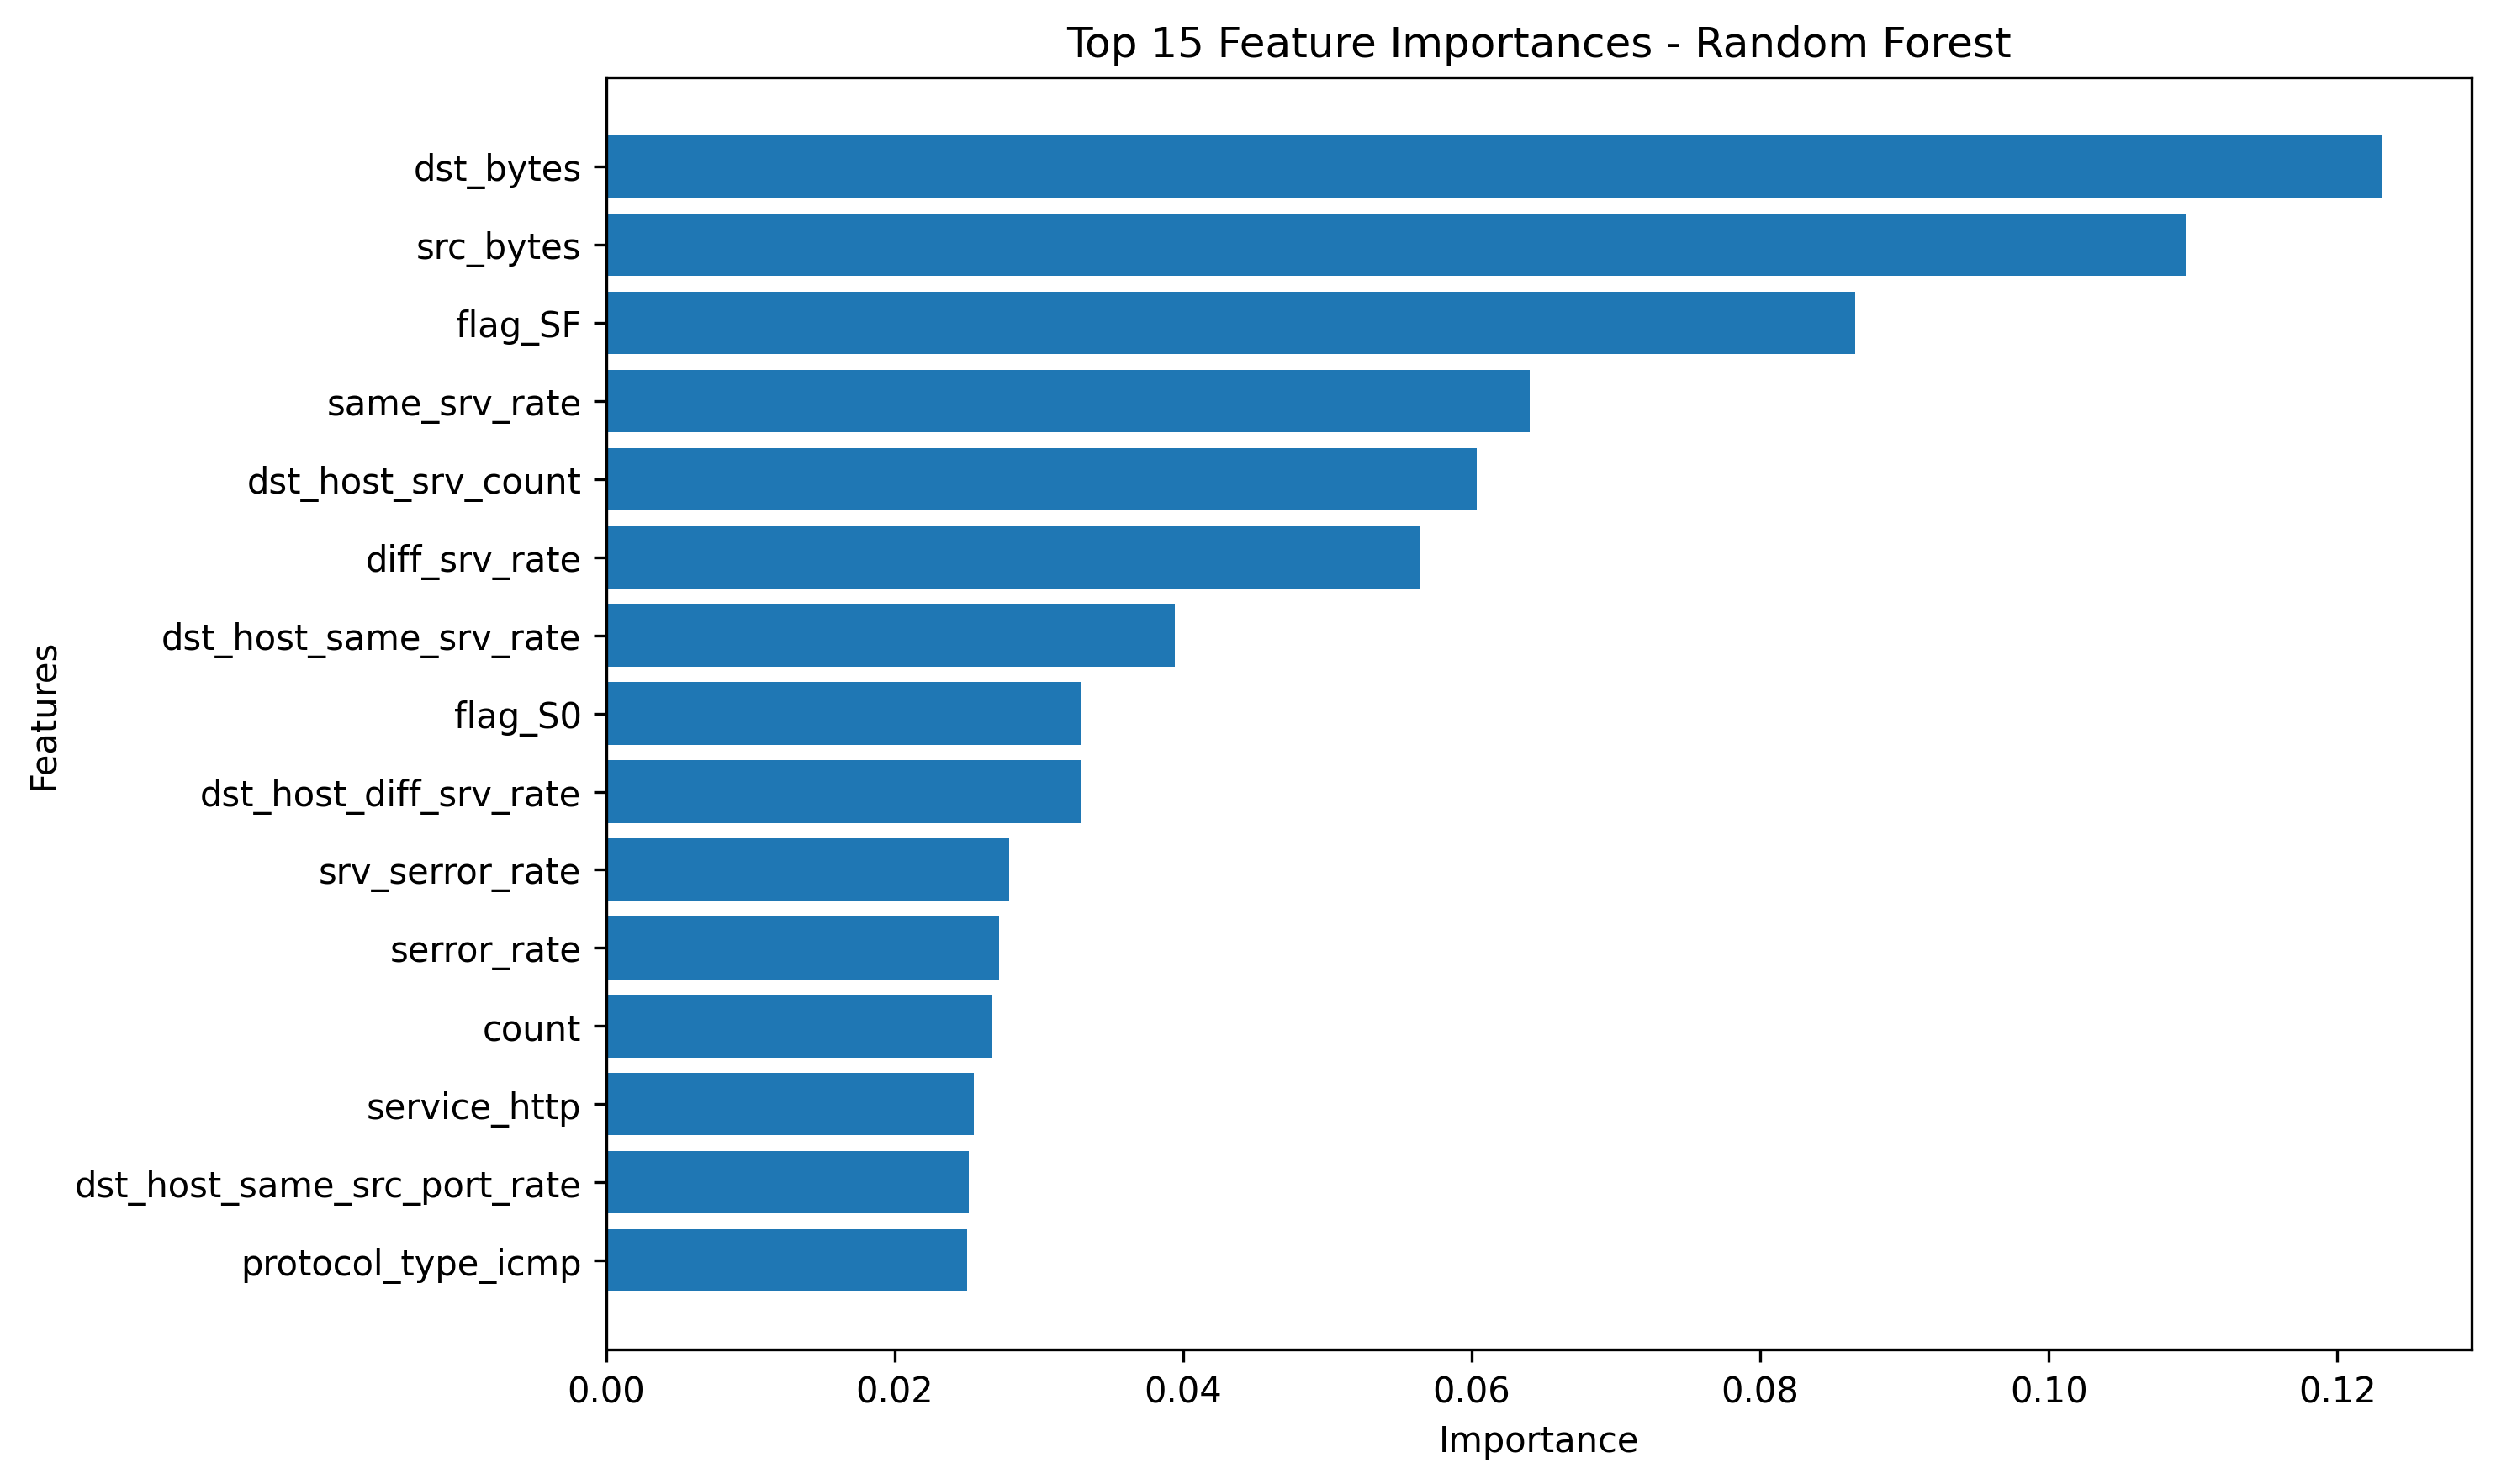 Top 15 Feature Importances - Random Forest
Features
dst_bytes
src_bytes
flag_SF
same_srv_rate
dst_host_srv_count
diff_srv_rate
dst_host_same_srv_rate
flag_S0
dst_host_diff_srv_rate
srv_serror_rate
serror_rate
count
service_http
dst_host_same_src_port_rate
protocol_type_icmp
0.00 0.02 0.04 0.06 0.08 0.10 0.12
Importance